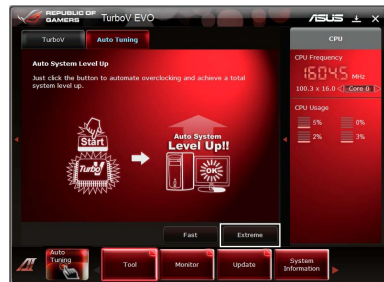 REPUBLIC OF
GAMERS
TurboV EVO
ASUS
TurboV
Auto Tuning
CPU
Auto System Level Up
Just click the button to automate overclocking and achieve a total
system level up.
Start
Turbo
Auto System
Level Up!!
OK
Fast
Extreme
CPU Frequency
1604.5 MHz
100.3 x 16.0
Core 0
CPU Usage
5%
0%
2%
3%
Auto
Tuning
Tool
Monitor
Update
System
Information